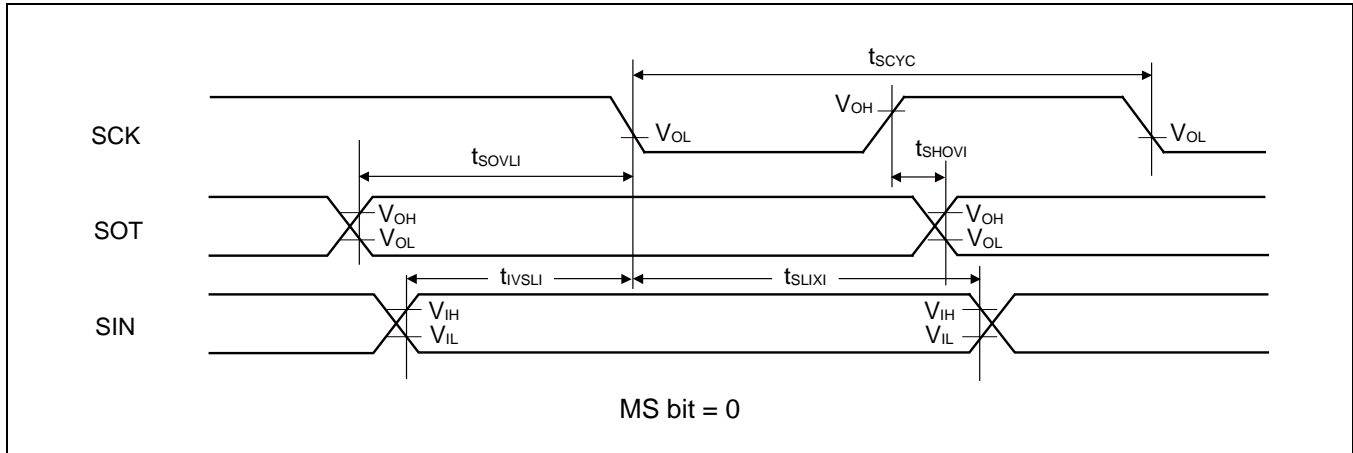 tSCYC
SCK
VOH
VOL
VOL
tSHOVI
tSOVLI
SOT
VOH
VOL
VOH
VOL
tIVSLI
tSLIXI
SIN
VIH
VIL
VIH
VIL
MS bit = 0